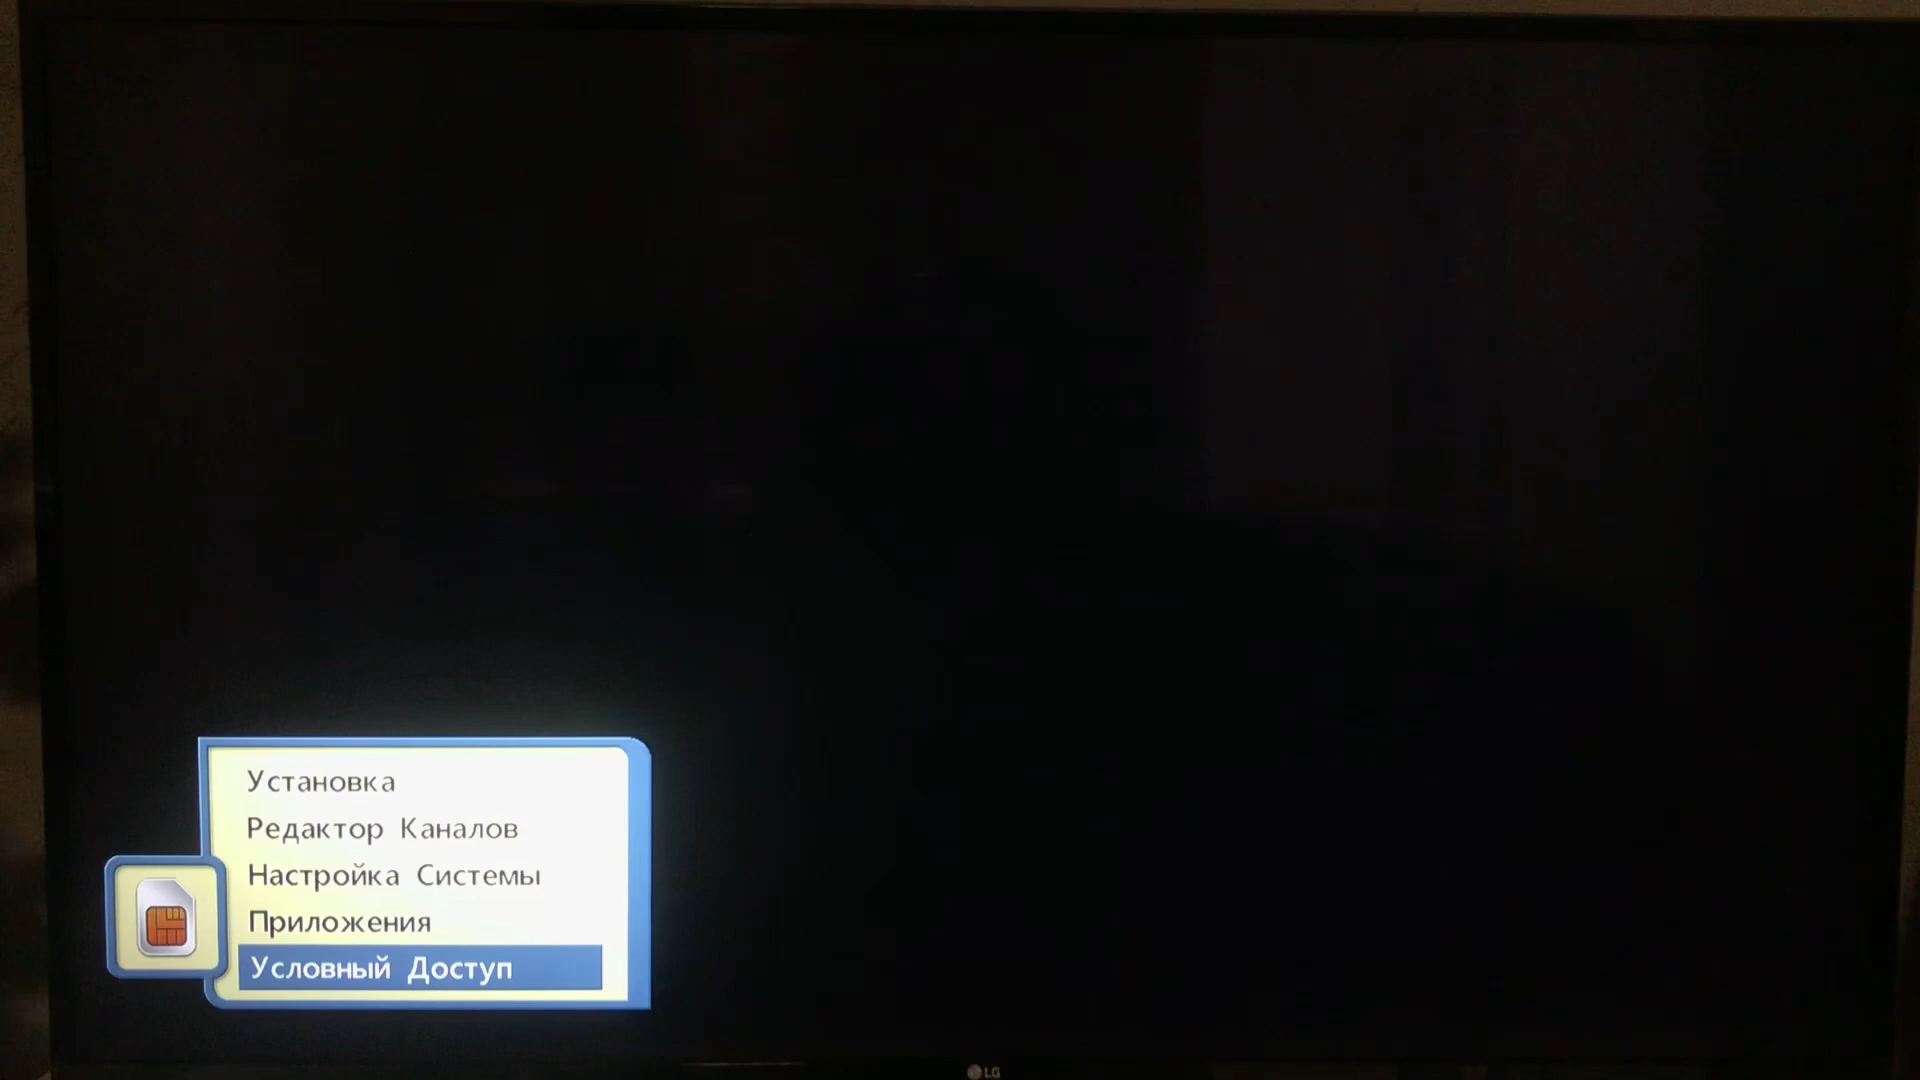 Установка
Редактор Каналов
Настройка Системы
Приложения
Условный Доступ
LG